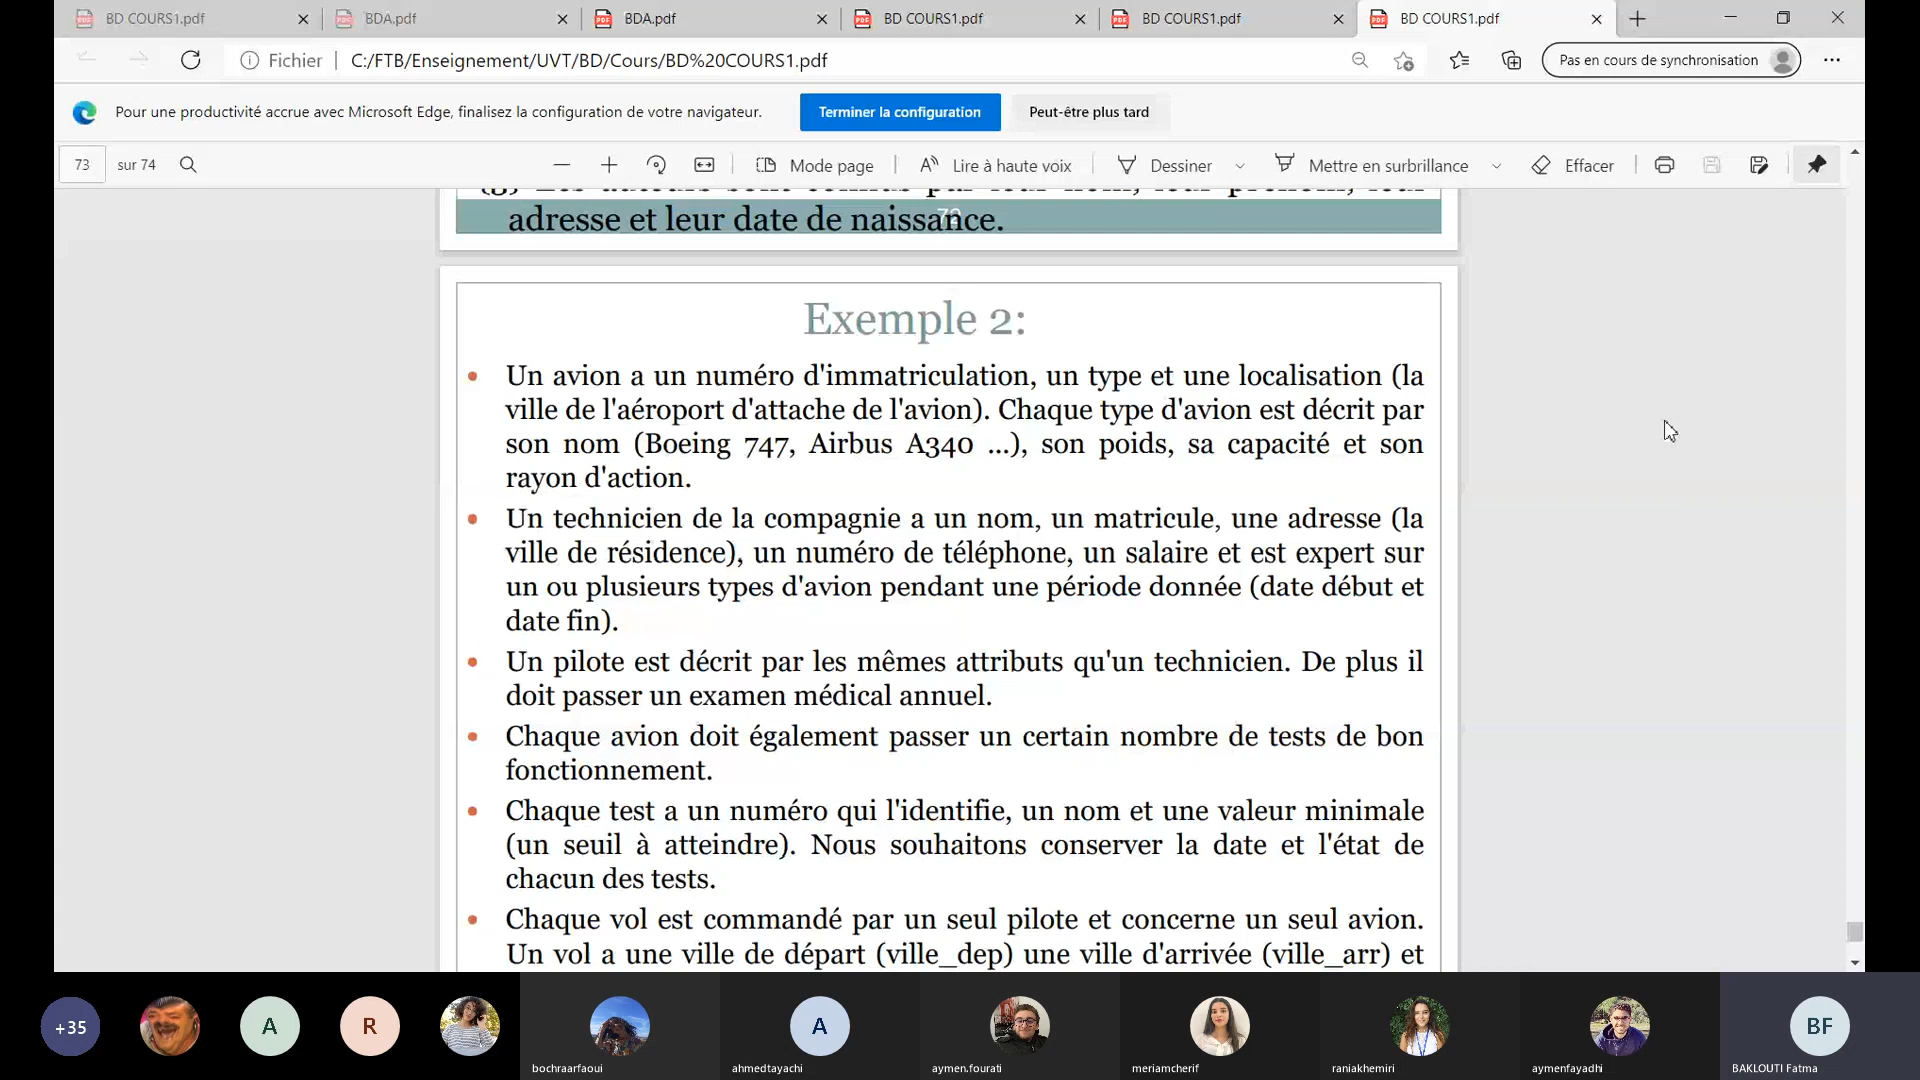 BD COURS1.pdf
BDA.pdf
BDA.pdf
BD COURS1.pdf
BD COURS1.pdf
BD COURS1.pdf
Fichier
C:/FTB/Enseignement/UVT/BD/Cours/BD%20COURS1.pdf
Pas en cours de synchronisation
Pour une productivité accrue avec Microsoft Edge, finalisez la configuration de votre navigateur.
Terminer la configuration
Peut-être plus tard
73 sur 74
Mode page
Lire à haute voix
Dessiner
Mettre en surbrillance
Effacer
(g) Les auteurs sont connus par leur nom, leur prénom, leur
adresse et leur date de naissance.
72
Exemple 2:
• Un avion a un numéro d'immatriculation, un type et une localisation (la
ville de l'aéroport d'attache de l'avion). Chaque type d'avion est décrit par
son nom (Boeing 747, Airbus A340 ...), son poids, sa capacité et son
rayon d'action.
• Un technicien de la compagnie a un nom, un matricule, une adresse (la
ville de résidence), un numéro de téléphone, un salaire et est expert sur
un ou plusieurs types d'avion pendant une période donnée (date début et
date fin).
• Un pilote est décrit par les mêmes attributs qu'un technicien. De plus il
doit passer un examen médical annuel.
• Chaque avion doit également passer un certain nombre de tests de bon
fonctionnement.
• Chaque test a un numéro qui l'identifie, un nom et une valeur minimale
(un seuil à atteindre). Nous souhaitons conserver la date et l'état de
chacun des tests.
• Chaque vol est commandé par un seul pilote et concerne un seul avion.
Un vol a une ville de départ (ville_dep) une ville d'arrivée (ville_arr) et
+35
A
R
A
BF
bochraarfaoui
ahmedtayachi
aymen.fourati
meriamcherif
raniakhemiri
aymenfayadhi
BAKLOUTI Fatma